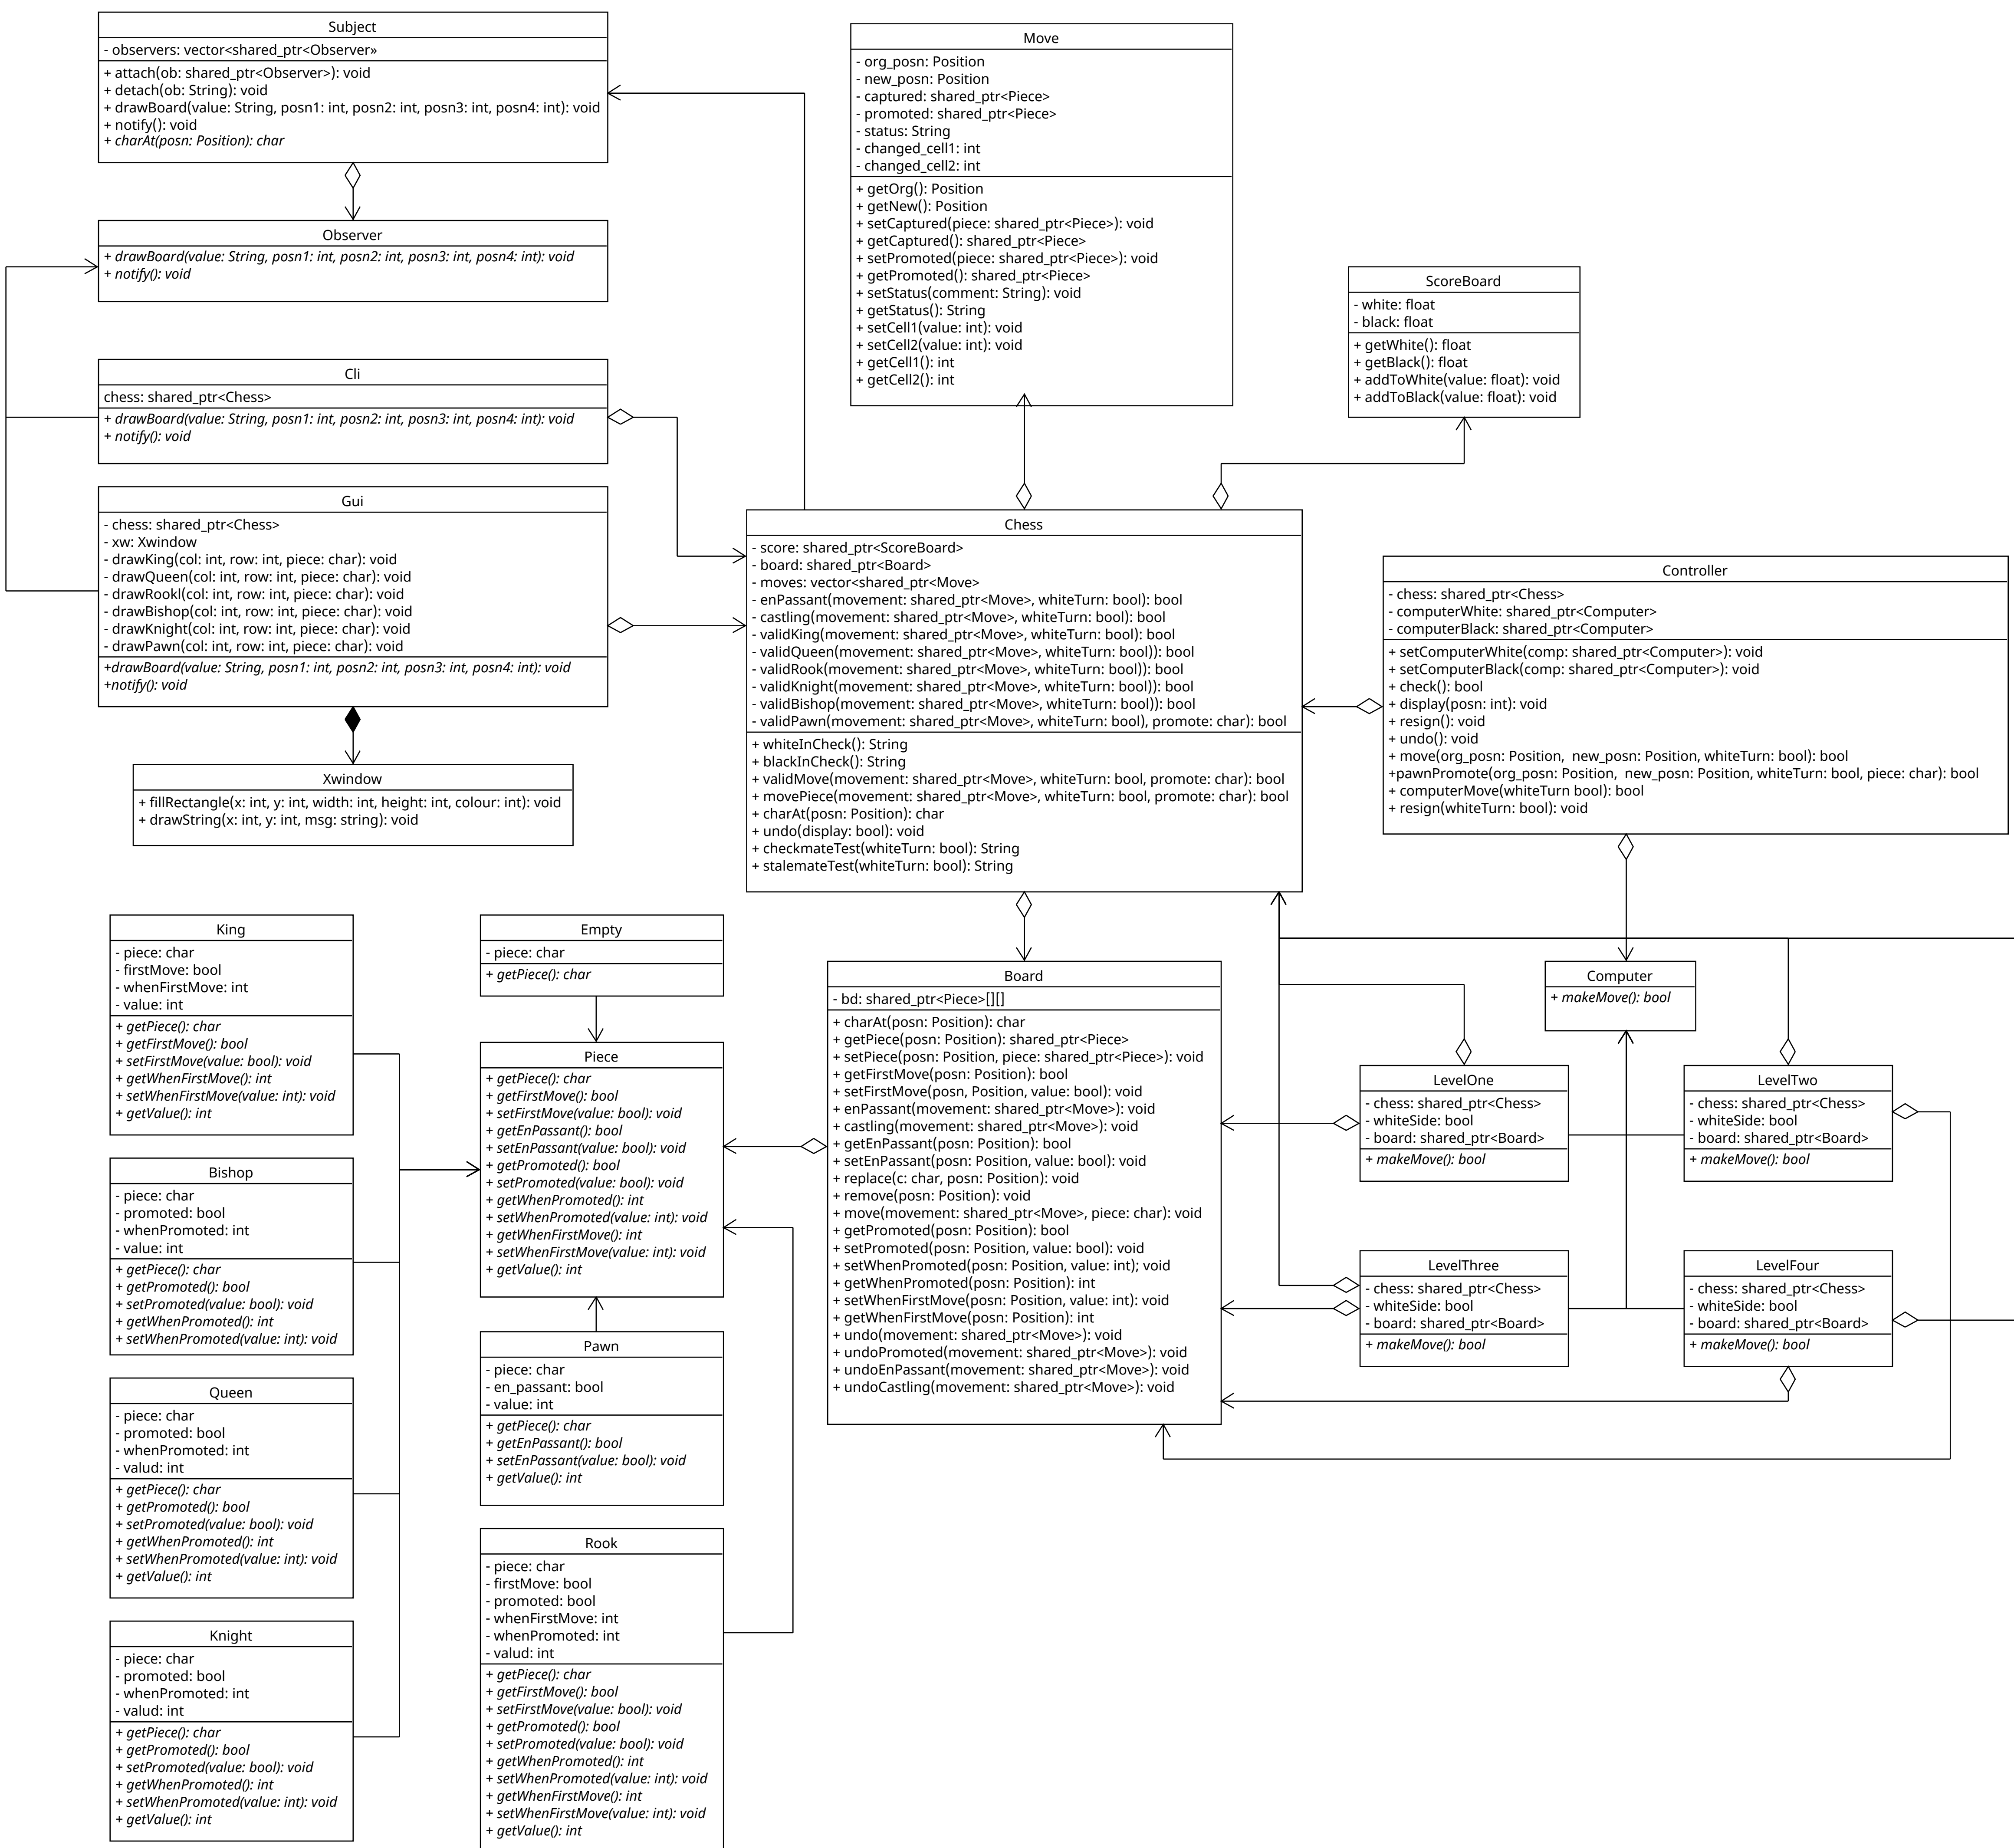 Subject
- observers: vector<shared_ptr<Observer»
+ attach(ob: shared_ptr<Observer>): void
+ detach(ob: String): void
+ drawBoard(value: String, posn1: int, posn2: int, posn3: int, posn4: int): void
+ notify(): void
+ charAt(posn: Position): char
Observer
+ drawBoard(value: String, posn1: int, posn2: int, posn3: int, posn4: int): void
+ notify(): void
Cli
chess: shared_ptr<Chess>
+ drawBoard(value: String, posn1: int, posn2: int, posn3: int, posn4: int): void
+ notify(): void
Gui
- chess: shared_ptr<Chess>
- xw: Xwindow
- drawKing(col: int, row: int, piece: char): void
- drawQueen(col: int, row: int, piece: char): void
- drawRookl(col: int, row: int, piece: char): void
- drawBishop(col: int, row: int, piece: char): void
- drawKnight(col: int, row: int, piece: char): void
- drawPawn(col: int, row: int, piece: char): void
+drawBoard(value: String, posn1: int, posn2: int, posn3: int, posn4: int): void
+notify(): void
Xwindow
+ fillRectangle(x: int, y: int, width: int, height: int, colour: int): void
+ drawString(x: int, y: int, msg: string): void
Move
- org_posn: Position
- new_posn: Position
- captured: shared_ptr<Piece>
- promoted: shared_ptr<Piece>
- status: String
- changed_cell1: int
- changed_cell2: int
+ getOrg(): Position
+ getNew(): Position
+ setCaptured(piece: shared_ptr<Piece>): void
+ getCaptured(): shared_ptr<Piece>
+ setPromoted(piece: shared_ptr<Piece>): void
+ getPromoted(): shared_ptr<Piece>
+ setStatus(comment: String): void
+ getStatus(): String
+ setCell1(value: int): void
+ setCell2(value: int): void
+ getCell1(): int
+ getCell2(): int
ScoreBoard
- white: float
- black: float
+ getWhite(): float
+ getBlack(): float
+ addToWhite(value: float): void
+ addToBlack(value: float): void
Chess
- score: shared_ptr<ScoreBoard>
- board: shared_ptr<Board>
- moves: vector<shared_ptr<Move>
- enPassant(movement: shared_ptr<Move>, whiteTurn: bool): bool
- castling(movement: shared_ptr<Move>, whiteTurn: bool): bool
- validKing(movement: shared_ptr<Move>, whiteTurn: bool): bool
- validQueen(movement: shared_ptr<Move>, whiteTurn: bool)): bool
- validRook(movement: shared_ptr<Move>, whiteTurn: bool)): bool
- validKnight(movement: shared_ptr<Move>, whiteTurn: bool)): bool
- validBishop(movement: shared_ptr<Move>, whiteTurn: bool)): bool
- validPawn(movement: shared_ptr<Move>, whiteTurn: bool), promote: char): bool
+ whiteInCheck(): String
+ blackInCheck(): String
+ validMove(movement: shared_ptr<Move>, whiteTurn: bool, promote: char): bool
+ movePiece(movement: shared_ptr<Move>, whiteTurn: bool, promote: char): bool
+ charAt(posn: Position): char
+ undo(display: bool): void
+ checkmateTest(whiteTurn: bool): String
+ stalemateTest(whiteTurn: bool): String
Controller
- chess: shared_ptr<Chess>
- computerWhite: shared_ptr<Computer>
- computerBlack: shared_ptr<Computer>
+ setComputerWhite(comp: shared_ptr<Computer>): void
+ setComputerBlack(comp: shared_ptr<Computer>): void
+ check(): bool
+ display(posn: int): void
+ resign(): void
+ undo(): void
+ move(org_posn: Position,  new_posn: Position, whiteTurn: bool): bool
+pawnPromote(org_posn: Position,  new_posn: Position, whiteTurn: bool, piece: char): bool
+ computerMove(whiteTurn bool): bool
+ resign(whiteTurn: bool): void
King
- piece: char
- firstMove: bool
- whenFirstMove: int
- value: int
+ getPiece(): char
+ getFirstMove(): bool
+ setFirstMove(value: bool): void
+ getWhenFirstMove(): int
+ setWhenFirstMove(value: int): void
+ getValue(): int
Bishop
- piece: char
- promoted: bool
- whenPromoted: int
- value: int
+ getPiece(): char
+ getPromoted(): bool
+ setPromoted(value: bool): void
+ getWhenPromoted(): int
+ setWhenPromoted(value: int): void
Queen
- piece: char
- promoted: bool
- whenPromoted: int
- valud: int
+ getPiece(): char
+ getPromoted(): bool
+ setPromoted(value: bool): void
+ getWhenPromoted(): int
+ setWhenPromoted(value: int): void
+ getValue(): int
Knight
- piece: char
- promoted: bool
- whenPromoted: int
- valud: int
+ getPiece(): char
+ getPromoted(): bool
+ setPromoted(value: bool): void
+ getWhenPromoted(): int
+ setWhenPromoted(value: int): void
+ getValue(): int
Empty
- piece: char
+ getPiece(): char
Piece
+ getPiece(): char
+ getFirstMove(): bool
+ setFirstMove(value: bool): void
+ getEnPassant(): bool
+ setEnPassant(value: bool): void
+ getPromoted(): bool
+ setPromoted(value: bool): void
+ getWhenPromoted(): int
+ setWhenPromoted(value: int): void
+ getWhenFirstMove(): int
+ setWhenFirstMove(value: int): void
+ getValue(): int
Pawn
- piece: char
- en_passant: bool
- value: int
+ getPiece(): char
+ getEnPassant(): bool
+ setEnPassant(value: bool): void
+ getValue(): int
Rook
- piece: char
- firstMove: bool
- promoted: bool
- whenFirstMove: int
- whenPromoted: int
- valud: int
+ getPiece(): char
+ getFirstMove(): bool
+ setFirstMove(value: bool): void
+ getPromoted(): bool
+ setPromoted(value: bool): void
+ getWhenPromoted(): int
+ setWhenPromoted(value: int): void
+ getWhenFirstMove(): int
+ setWhenFirstMove(value: int): void
+ getValue(): int
Board
- bd: shared_ptr<Piece>[][]
+ charAt(posn: Position): char
+ getPiece(posn: Position): shared_ptr<Piece>
+ setPiece(posn: Position, piece: shared_ptr<Piece>): void
+ getFirstMove(posn: Position): bool
+ setFirstMove(posn, Position, value: bool): void
+ enPassant(movement: shared_ptr<Move>): void
+ castling(movement: shared_ptr<Move>): void
+ getEnPassant(posn: Position): bool
+ setEnPassant(posn: Position, value: bool): void
+ replace(c: char, posn: Position): void
+ remove(posn: Position): void
+ move(movement: shared_ptr<Move>, piece: char): void
+ getPromoted(posn: Position): bool
+ setPromoted(posn: Position, value: bool): void
+ setWhenPromoted(posn: Position, value: int); void
+ getWhenPromoted(posn: Position): int
+ setWhenFirstMove(posn: Position, value: int): void
+ getWhenFirstMove(posn: Position): int
+ undo(movement: shared_ptr<Move>): void
+ undoPromoted(movement: shared_ptr<Move>): void
+ undoEnPassant(movement: shared_ptr<Move>): void
+ undoCastling(movement: shared_ptr<Move>): void
Computer
+ makeMove(): bool
LevelOne
- chess: shared_ptr<Chess>
- whiteSide: bool
- board: shared_ptr<Board>
+ makeMove(): bool
LevelTwo
- chess: shared_ptr<Chess>
- whiteSide: bool
- board: shared_ptr<Board>
+ makeMove(): bool
LevelThree
- chess: shared_ptr<Chess>
- whiteSide: bool
- board: shared_ptr<Board>
+ makeMove(): bool
LevelFour
- chess: shared_ptr<Chess>
- whiteSide: bool
- board: shared_ptr<Board>
+ makeMove(): bool